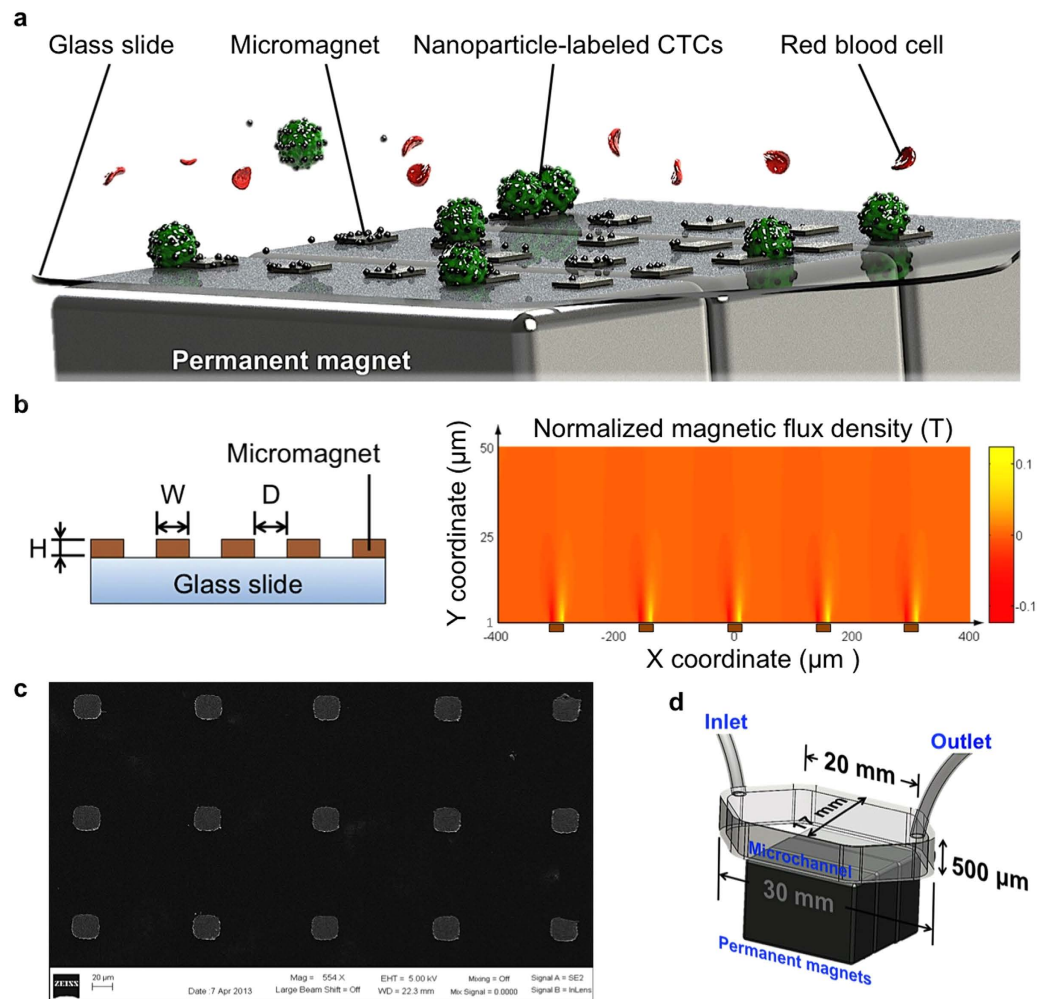 a
Glass slide Micromagnet Nanoparticle-labeled CTCs Red blood cell
Permanent magnet
b
Micromagnet
W D
H
Glass slide
Normalized magnetic flux density (T)
Y coordinate (µm)
50
25
1
-400 -200 0 200 400
X coordinate (µm )
0.1
0
-0.1
c
ZEISS
20 µm
Mag = 554 X EHT = 5.00 kV Mixing = Off Signal A = SE2
Date :7 Apr 2013 Large Beam Shift = Off WD = 22.3 mm Mix Signal = 0.0000 Signal B = InLens
d
Inlet
Outlet
20 mm
17 mm
Microchannel
500 µm
30 mm
Permanent magnets